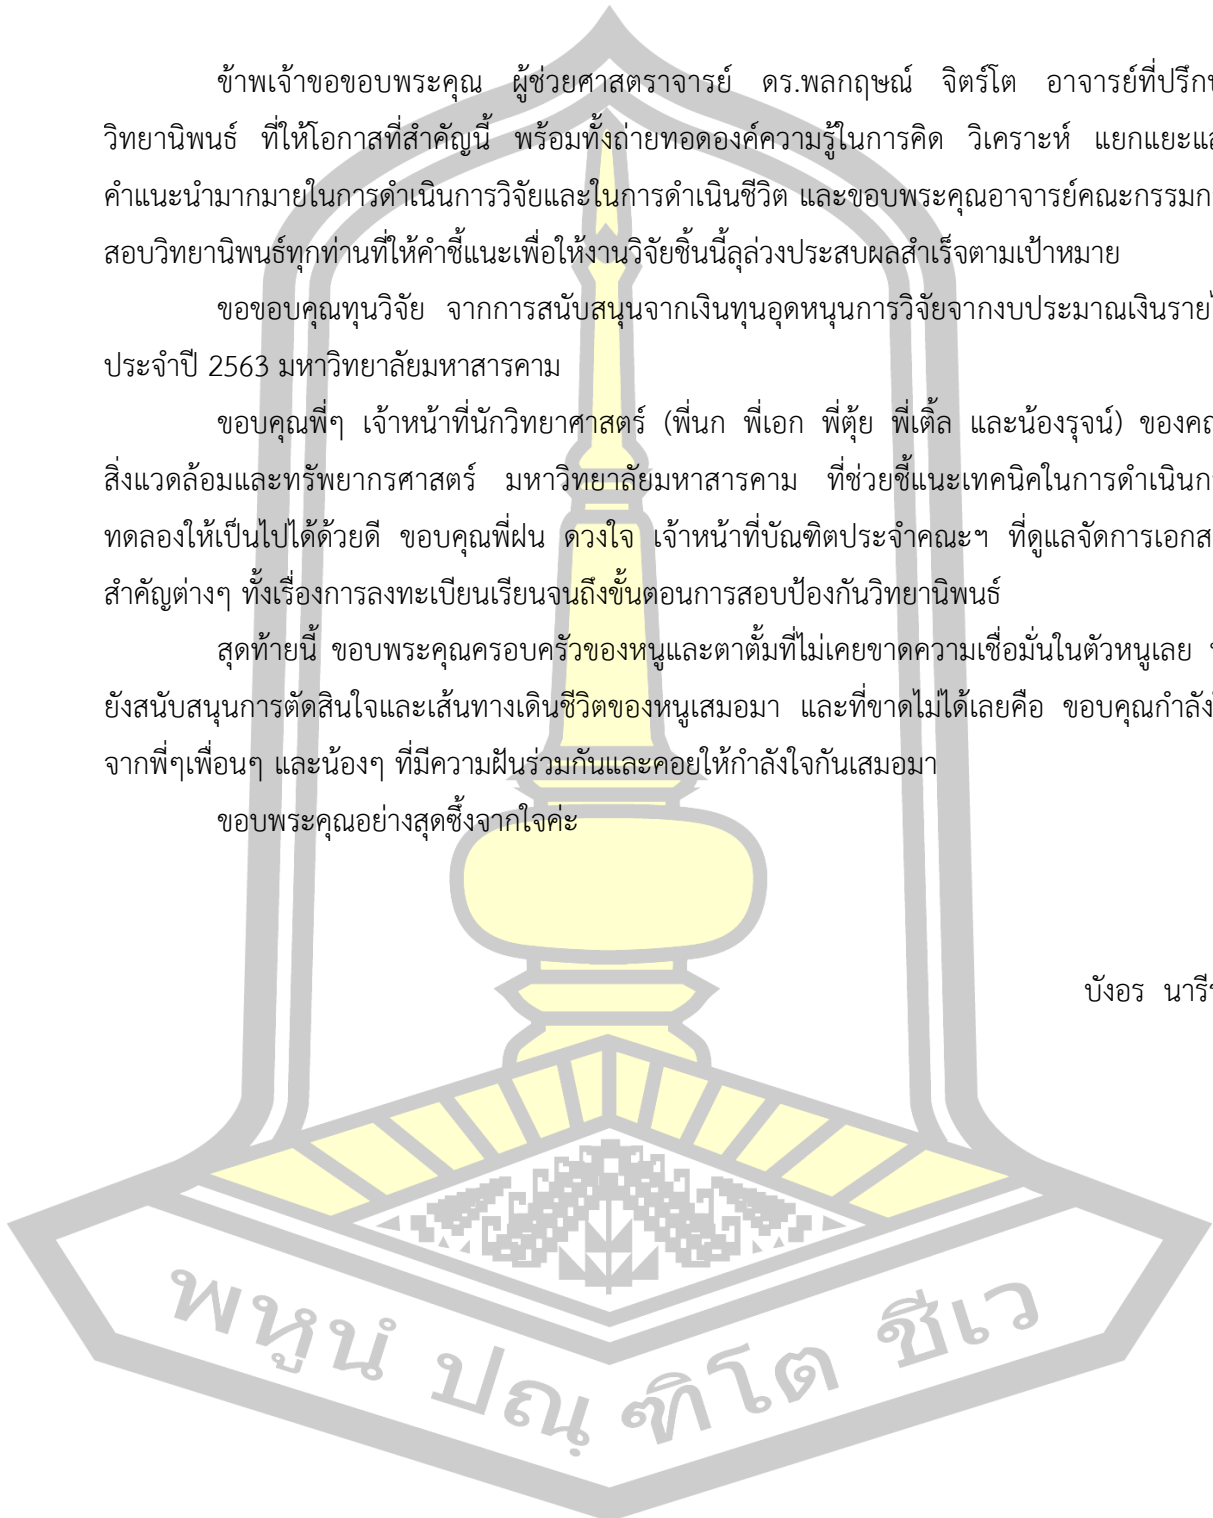 ข้าพเจ้าขอขอบพระคุณ ผู้ช่วยศาสตราจารย์ ดร.พลกฤษณ์ จิตร์โต อาจารย์ที่ปรึก
วิทยานิพนธ์ ที่ให้โอกาสที่สำคัญนี้ พร้อมทั้งถ่ายทอดองค์ความรู้ในการคิด วิเคราะห์ แยกแยะแ
คำแนะนำมากมายในการดำเนินการวิจัยและในการดำเนินชีวิต และขอบพระคุณอาจารย์คณะกรรมก
สอบวิทยานิพนธ์ทุกท่านที่ให้คำชี้แนะเพื่อให้งานวิจัยชิ้นนี้ลุล่วงประสบผลสำเร็จตามเป้าหมาย
ขอขอบคุณทุนวิจัย จากการสนับสนุนจากเงินทุนอุดหนุนการวิจัยจากงบประมาณเงินราย
ประจำปี 2563 มหาวิทยาลัยมหาสารคาม
ขอบคุณพี่ๆ เจ้าหน้าที่นักวิทยาศาสตร์ (พี่นก พี่เอก พี่ตุ้ย พี่เติ้ล และน้องรุจน์) ของคณ
สิ่งแวดล้อมและทรัพยากรศาสตร์ มหาวิทยาลัยมหาสารคาม ที่ช่วยชี้แนะเทคนิคในการดำเนินก
ทดลองให้เป็นไปได้ด้วยดี ขอบคุณพี่ฝน ดวงใจ เจ้าหน้าที่บัณฑิตประจำคณะฯ ที่ดูแลจัดการเอกส
สำคัญต่างๆ ทั้งเรื่องการลงทะเบียนเรียนจนถึงขั้นตอนการสอบป้องกันวิทยานิพนธ์
สุดท้ายนี้ ขอบพระคุณครอบครัวของหนูและตาตั้มที่ไม่เคยขาดความเชื่อมั่นในตัวหนูเลย
ยังสนับสนุนการตัดสินใจและเส้นทางเดินชีวิตของหนูเสมอมา และที่ขาดไม่ได้เลยคือ ขอบคุณกำลัง
จากพี่ๆเพื่อนๆ และน้องๆ ที่มีความฝันร่วมกันและคอยให้กำลังใจกันเสมอมา
ขอบพระคุณอย่างสุดซึ้งจากใจค่ะ
บังอร นารี
พหูนํ ปณฺฑิโต ชีเว